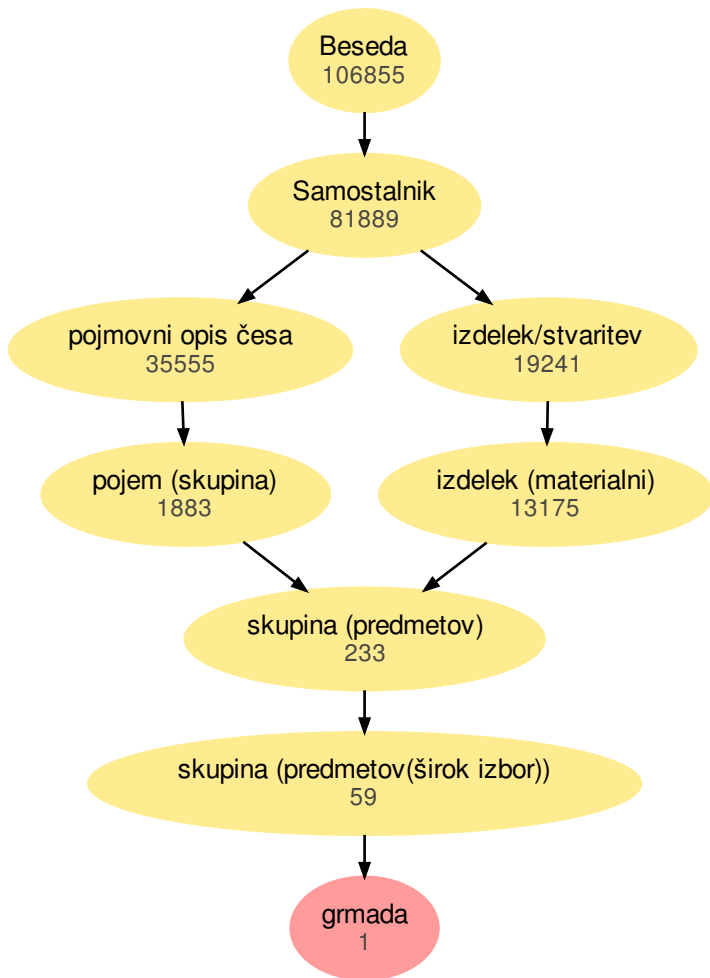 Beseda
106855
Samostalnik
81889
pojmovni opis česa
35555
izdelek/stvaritev
19241
pojem (skupina)
1883
izdelek (materialni)
13175
skupina (predmetov)
233
skupina (predmetov(širok izbor))
59
grmada
1